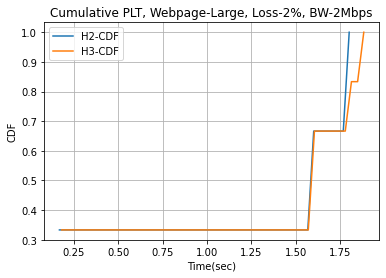 Cumulative PLT, Webpage-Large, Loss-2%, BW-2Mbps
H2-CDF
H3-CDF
1.0
0.9
0.8
0.7
0.6
0.5
0.4
0.3
CDF
0.25 0.50 0.75 1.00 1.25 1.50 1.75
Time(sec)